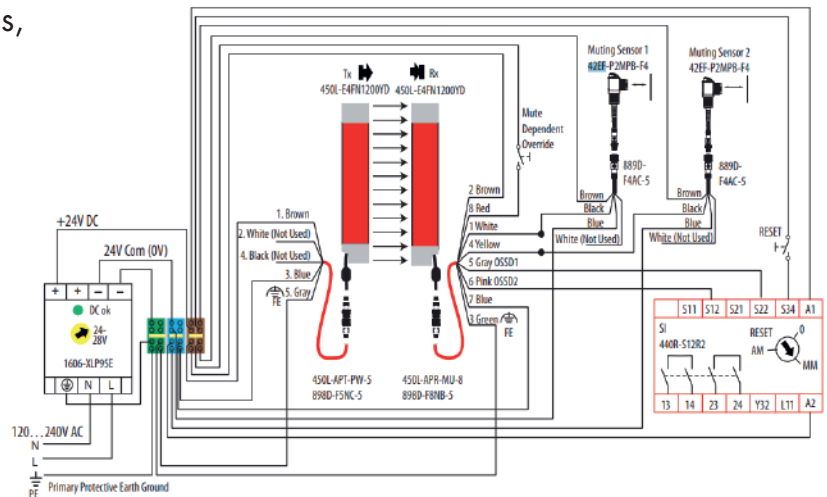 s,
Tx
Rx
450L-E4FN1200YD
450L-E4FN1200YD
Muting Sensor 1
42EF-P2MPB-F4
Muting Sensor 2
42EF-P2MPB-F4
Mute
Dependent
Override
889D-
F4AC-5
889D-
F4AC-5
Brown
Black
Blue
White (Not Used)
Brown
Black
Blue
White (Not Used)
2 Brown
8 Red
1 White
4 Yellow
5 Gray OSSD1
6 Pink OSSD2
7 Blue
3 Green
FE
1. Brown
2. White (Not Used)
4. Black (Not Used)
3. Blue
5. Gray
FE
+24V DC
24V Com (0V)
+ + – –
DC ok
24-
28V
1606-XLP95E
N L
120...240V AC
N
L
PE
Primary Protective Earth Ground
450L-APT-PW-5
898D-F5NC-5
450L-APR-MU-8
898D-F8NB-5
RESET
S11 S12 S21 S22 S34 A1
SI
440R-S12R2
RESET
0
AM
MM
13 14 23 24 Y32 L11 A2